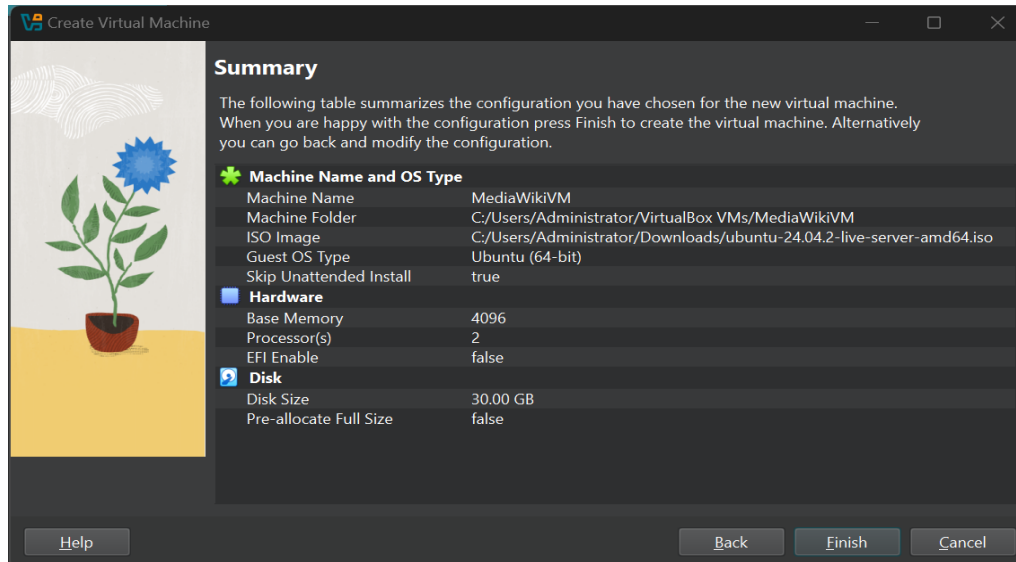 Create Virtual Machine
Summary
The following table summarizes the configuration you have chosen for the new virtual machine.
When you are happy with the configuration press Finish to create the virtual machine. Alternatively
you can go back and modify the configuration.
Machine Name and OS Type
Machine Name MediaWikiVM
Machine Folder C:/Users/Administrator/VirtualBox VMs/MediaWikiVM
ISO Image C:/Users/Administrator/Downloads/ubuntu-24.04.2-live-server-amd64.iso
Guest OS Type Ubuntu (64-bit)
Skip Unattended Install true
Hardware
Base Memory 4096
Processor(s) 2
EFI Enable false
Disk
Disk Size 30.00 GB
Pre-allocate Full Size false
Help Back Finish Cancel